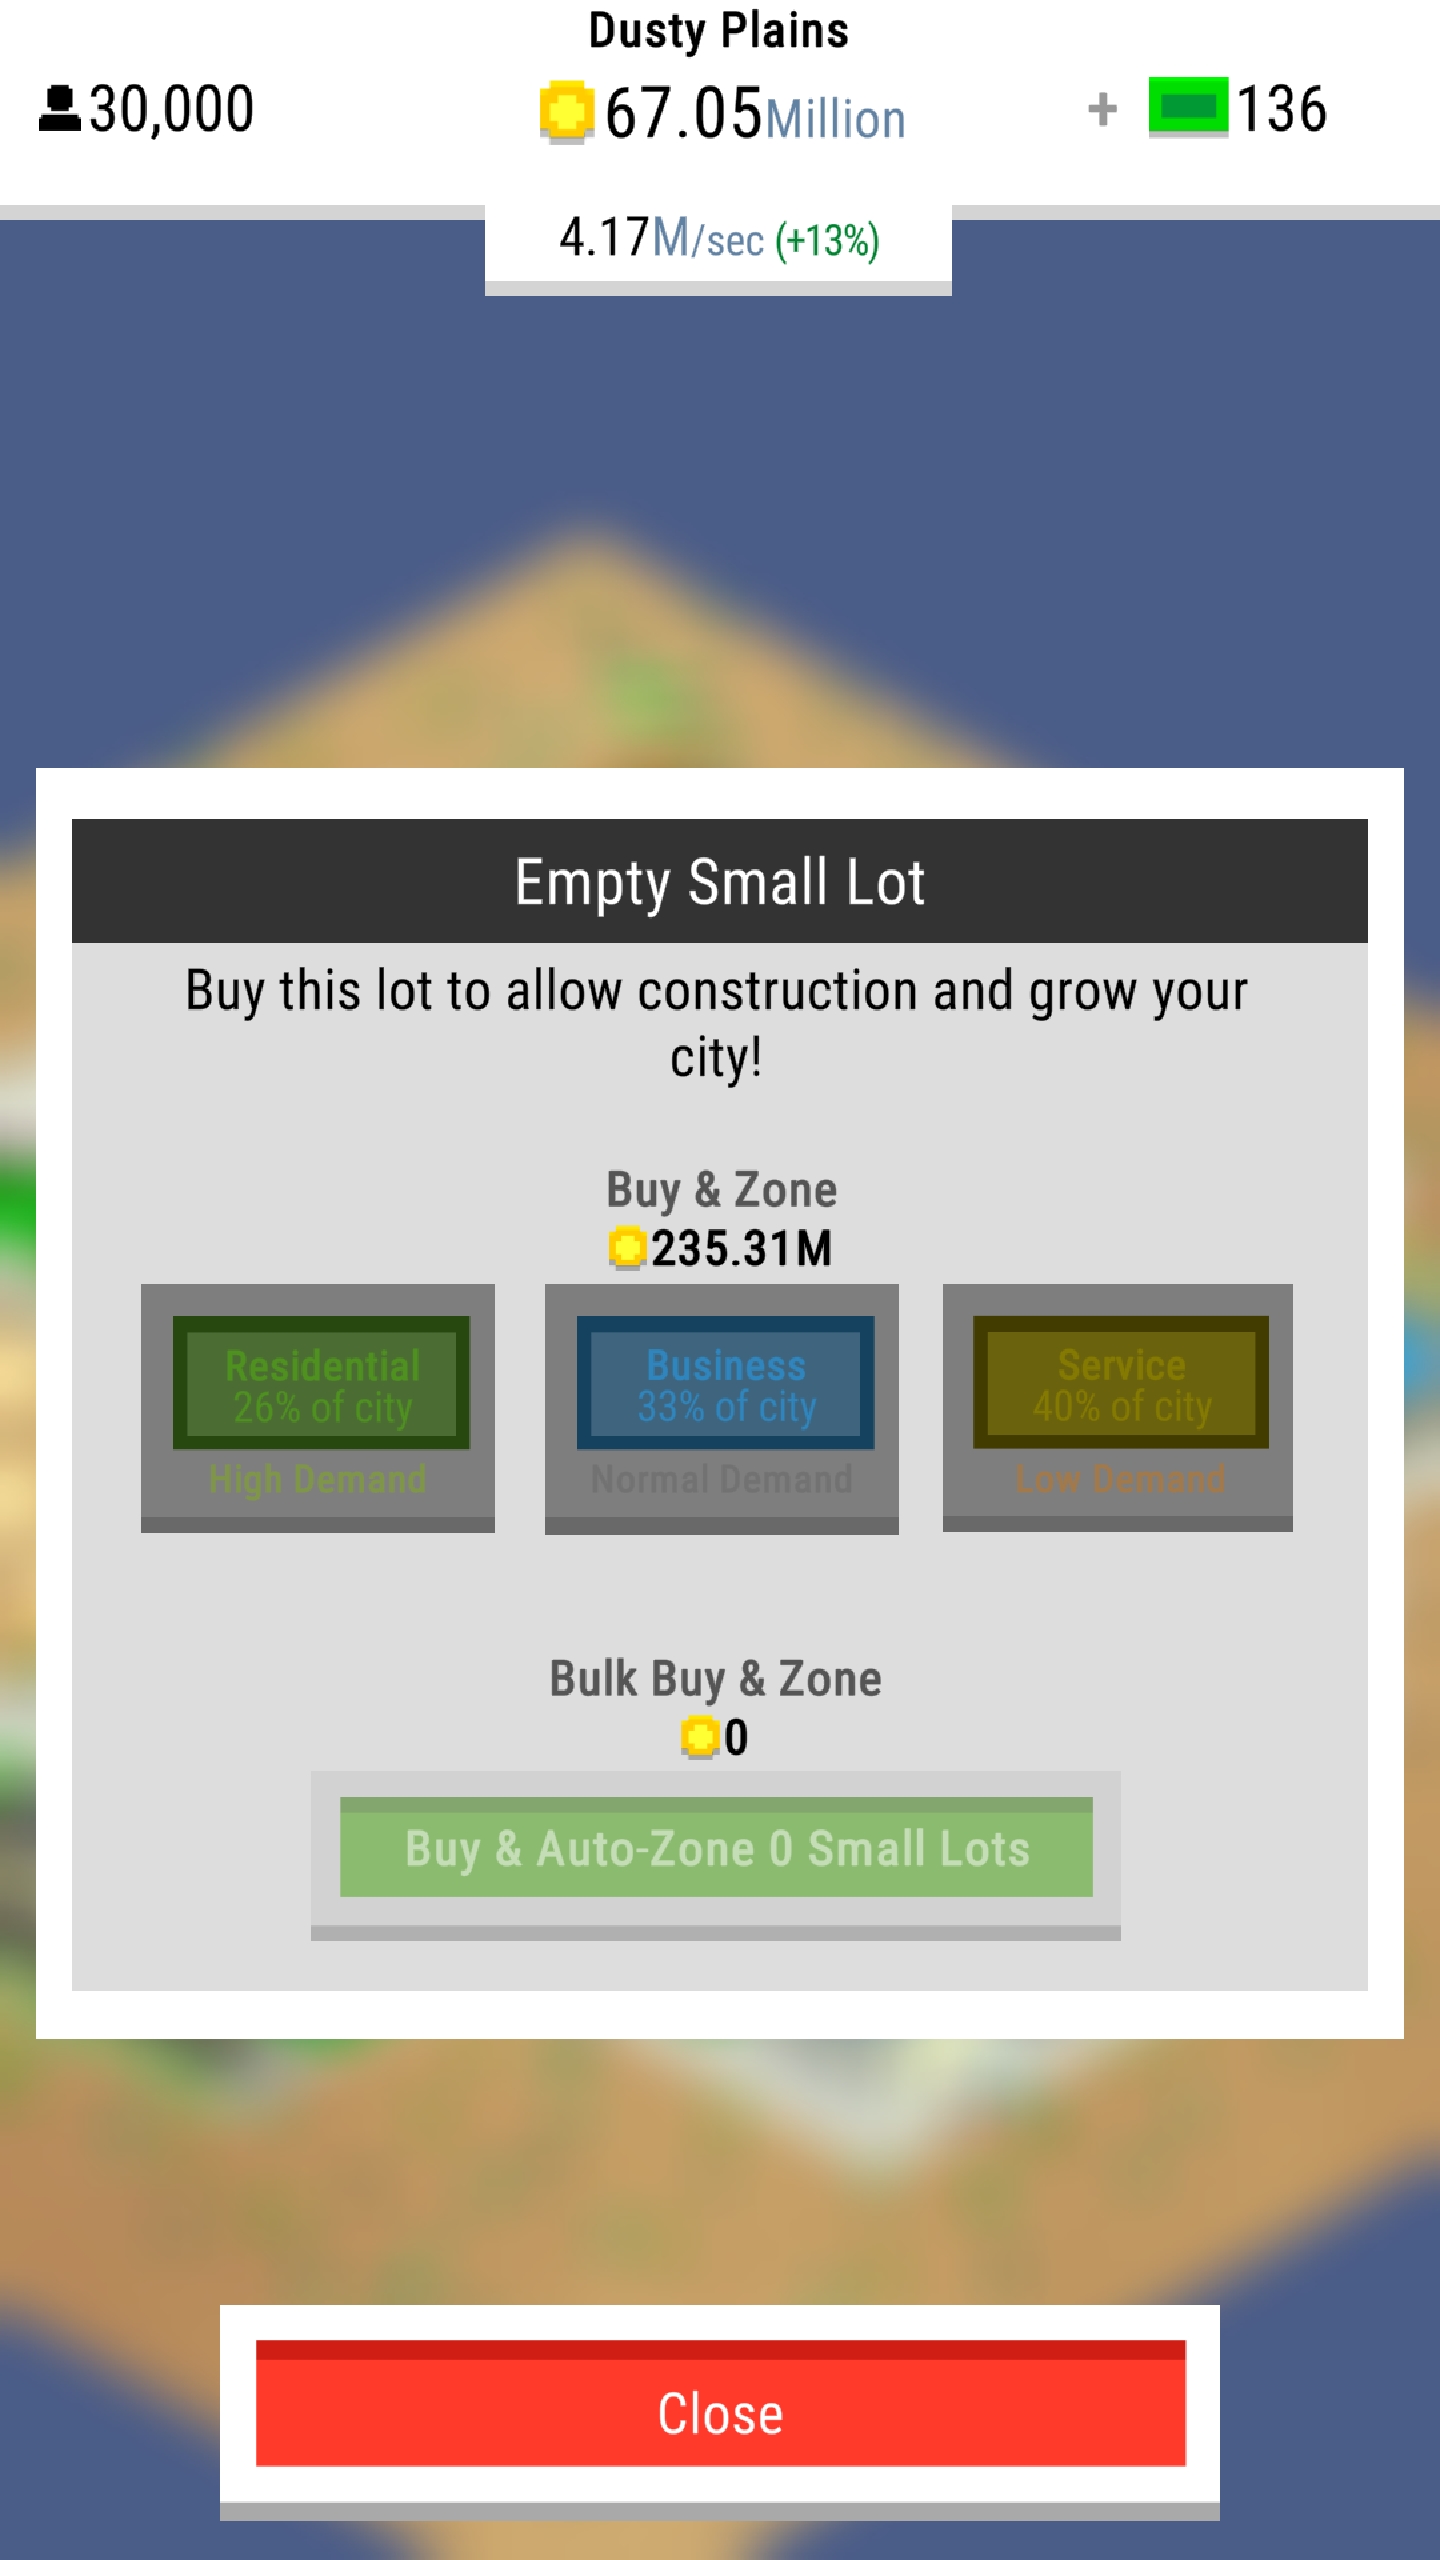 Dusty Plains
30,000
67.05Million
+ 136
4.17M/sec (+13%)
Empty Small Lot
Buy this lot to allow construction and grow your
city!
Buy & Zone
235.31M
Residential
26% of city
High Demand
Business
33% of city
Normal Demand
Service
40% of city
Low Demand
Bulk Buy & Zone
0
Buy & Auto-Zone 0 Small Lots
Close